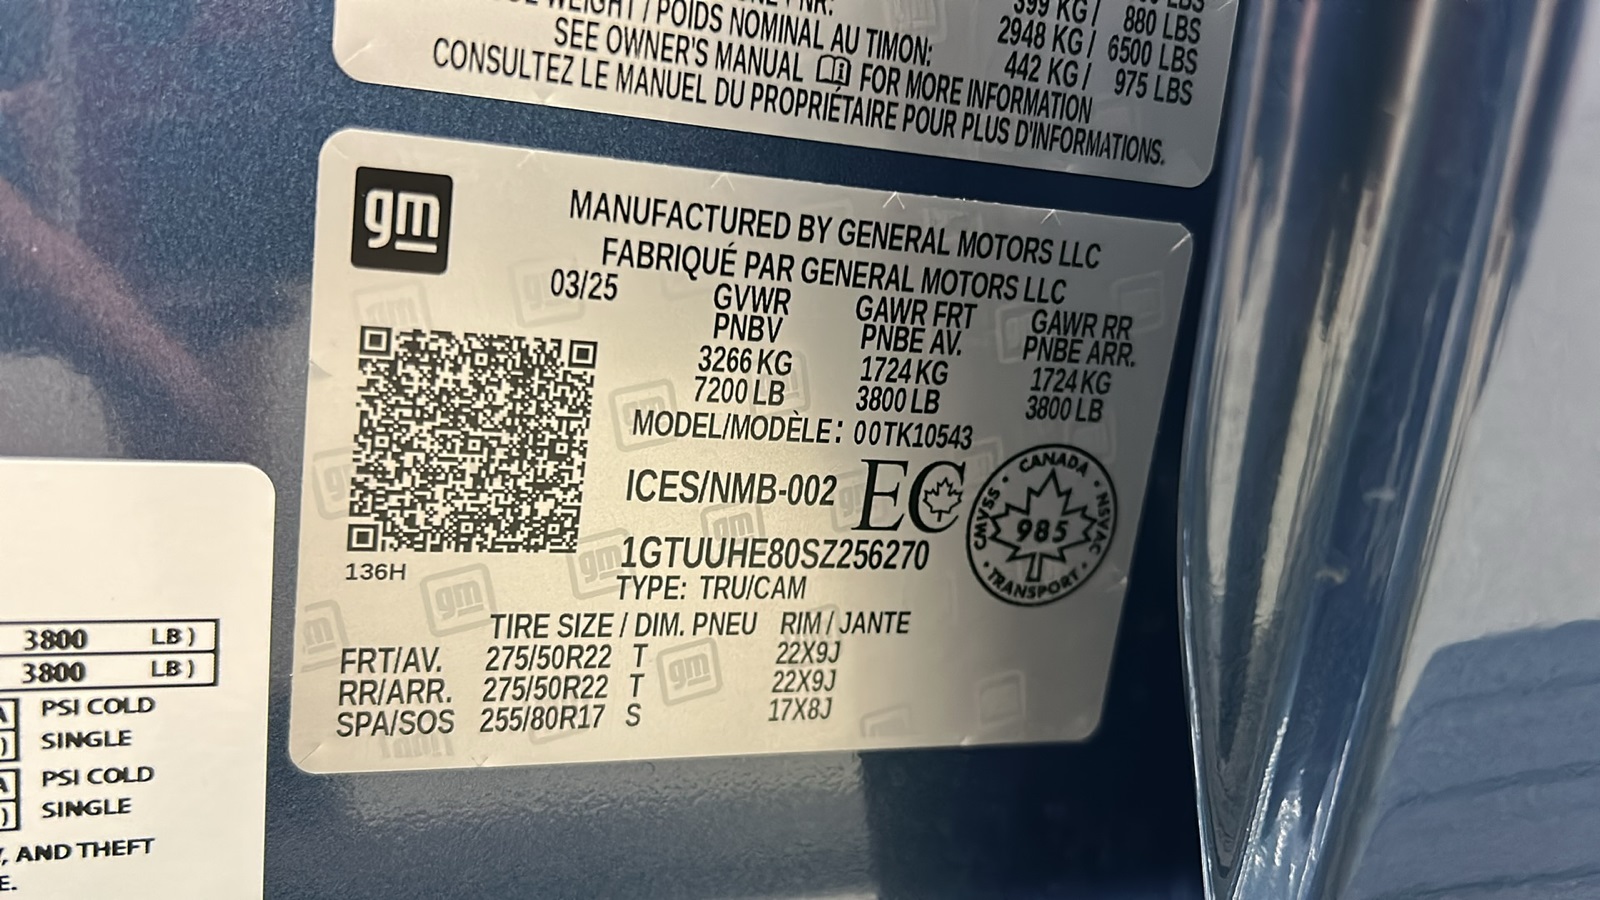 399 KG / 880 LBS
WEIGHT / POIDS NOMINAL AU TIMON: 2948 KG / 6500 LBS
442 KG / 975 LBS
SEE OWNER'S MANUAL FOR MORE INFORMATION
CONSULTEZ LE MANUEL DU PROPRIÉTAIRE POUR PLUS D'INFORMATIONS.
gm
MANUFACTURED BY GENERAL MOTORS LLC
FABRIQUÉ PAR GENERAL MOTORS LLC
03/25 GVWR GAWR FRT GAWR RR
PNBV PNBE AV. PNBE ARR.
3266 KG 1724 KG 1724 KG
7200 LB 3800 LB 3800 LB
MODEL/MODÈLE: 00TK10543
ICES/NMB-002 EC
CANADA
CMVSS 985 NSVAC
TRANSPORT
1GTUUHE80SZ256270
136H
TYPE: TRU/CAM
TIRE SIZE / DIM. PNEU RIM / JANTE
FRT/AV. 275/50R22 T 22X9J
RR/ARR. 275/50R22 T 22X9J
SPA/SOS 255/80R17 S 17X8J
3800 LB )
3800 LB )
PSI COLD
SINGLE
PSI COLD
SINGLE
, AND THEFT